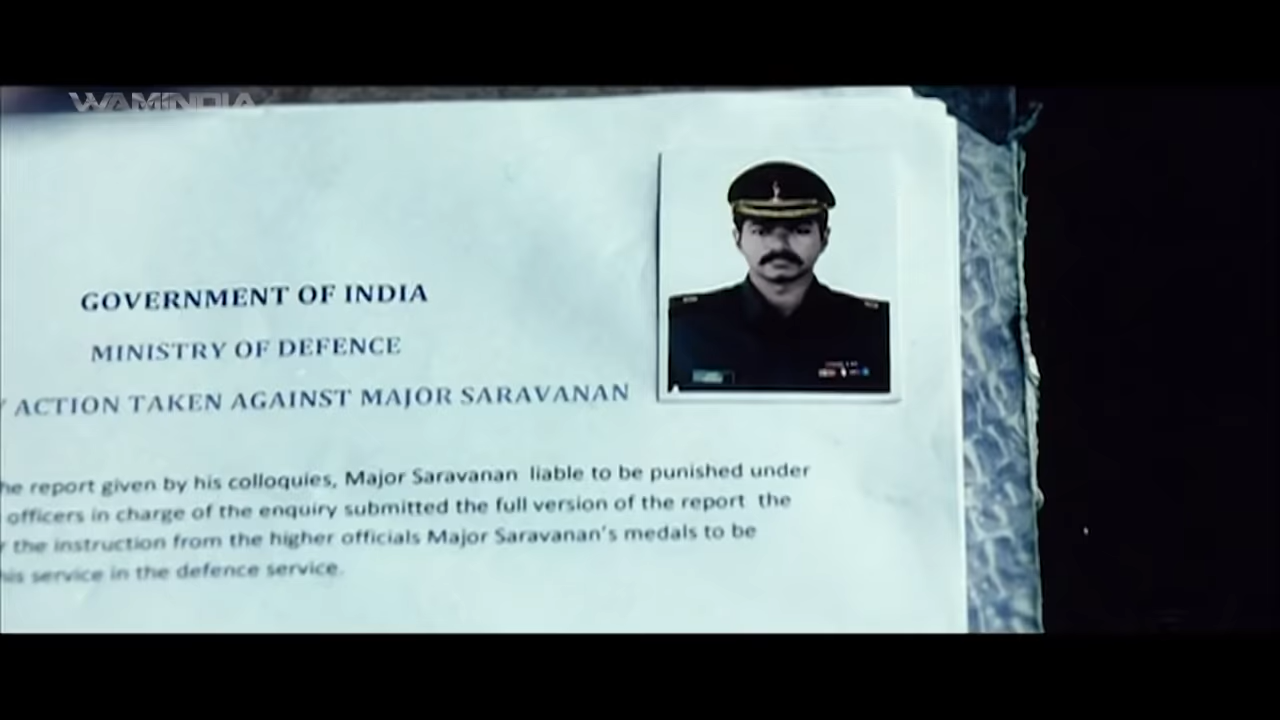 WAMINDIA
GOVERNMENT OF INDIA
MINISTRY OF DEFENCE
ACTION TAKEN AGAINST MAJOR SARAVANAN
he report given by his colloquies, Major Saravanan liable to be punished under
officers in charge of the enquiry submitted the full version of the report the
the instruction from the higher officials Major Saravanan's medals to be
his service in the defence service.